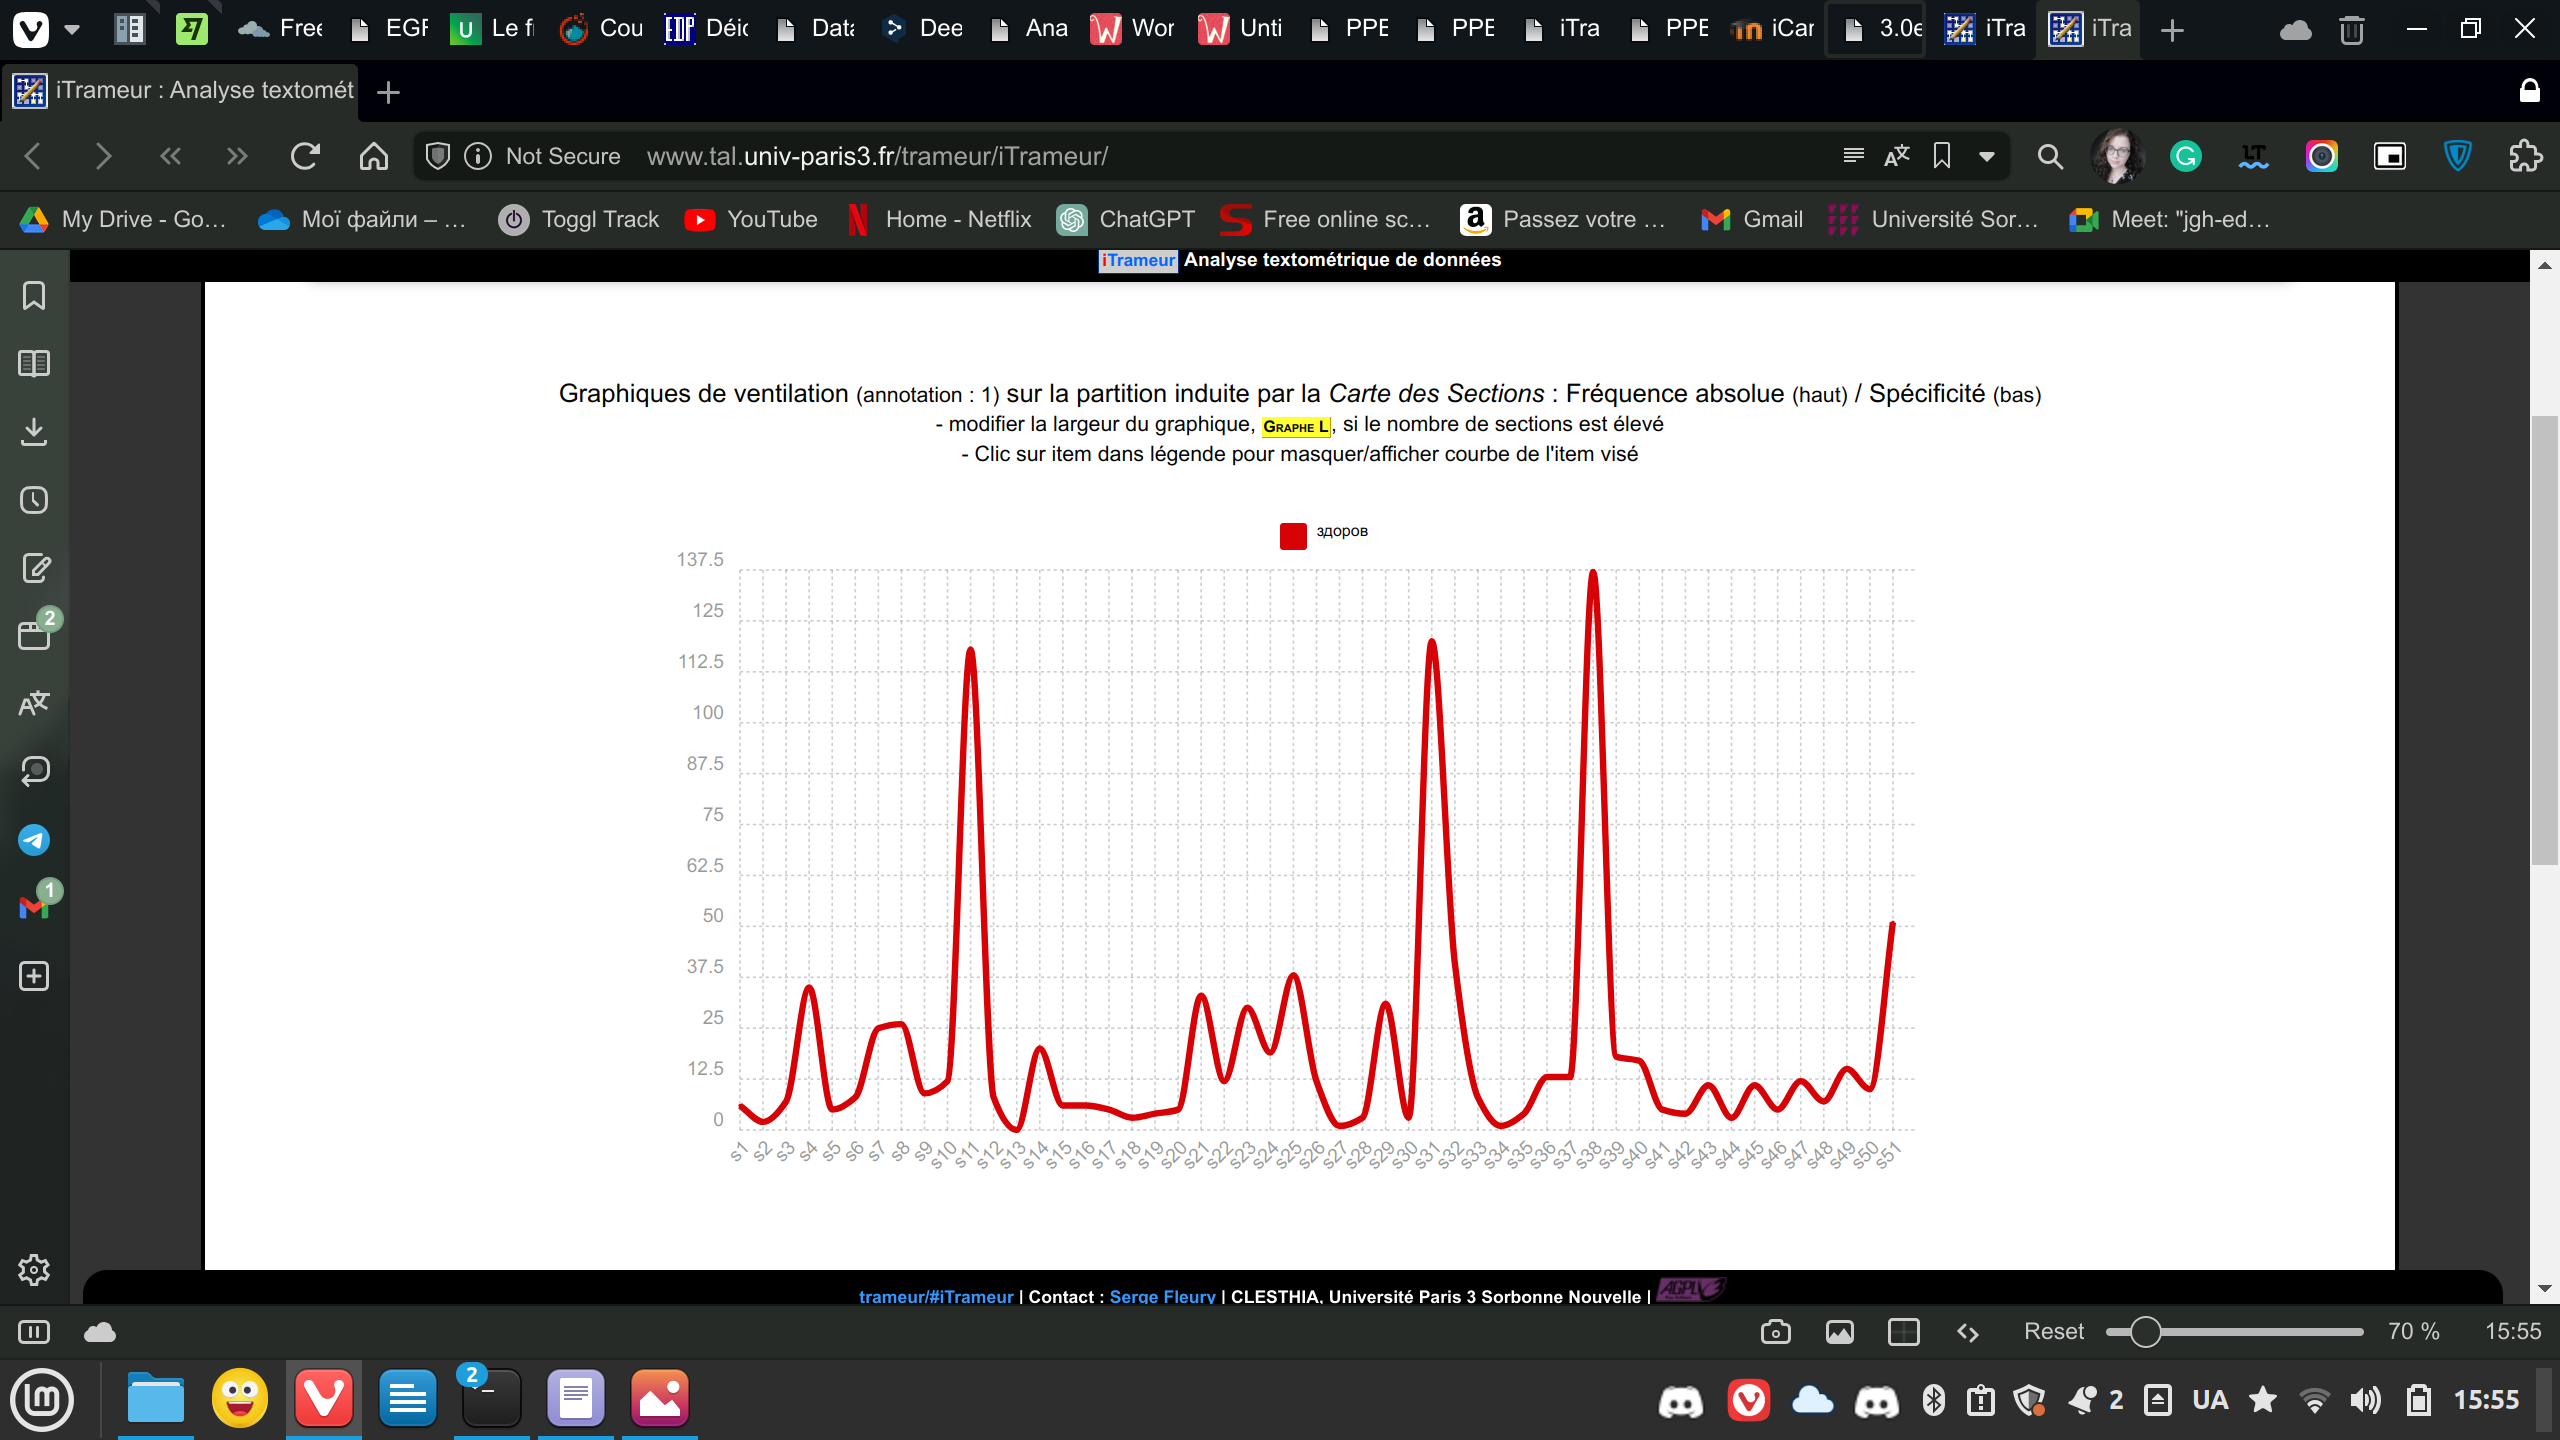 Free
EGF
U
Le f
Cou
EDP
Déic
Data
Dee
Ana
Wor
Unti
PPE
PPE
iTra
PPE
iCar
3.0e
iTra
iTra
iTrameur : Analyse textomét
Not Secure www.tal.univ-paris3.fr/trameur/iTrameur/
My Drive - Go...
Мої файли – ...
Toggl Track
YouTube
Home - Netflix
ChatGPT
Free online sc...
Passez votre ...
Gmail
Université Sor...
Meet: "jgh-ed...
iTrameur Analyse textométrique de données
Graphiques de ventilation (annotation : 1) sur la partition induite par la Carte des Sections : Fréquence absolue (haut) / Spécificité (bas)
- modifier la largeur du graphique, GRAPHE L, si le nombre de sections est élevé
- Clic sur item dans légende pour masquer/afficher courbe de l'item visé
здоров
137.5
125
112.5
100
87.5
75
62.5
50
37.5
25
12.5
0
s1 s2 s3 s4 s5 s6 s7 s8 s9 s10 s11 s12 s13 s14 s15 s16 s17 s18 s19 s20 s21 s22 s23 s24 s25 s26 s27 s28 s29 s30 s31 s32 s33 s34 s35 s36 s37 s38 s39 s40 s41 s42 s43 s44 s45 s46 s47 s48 s49 s50 s51
2
1
trameur/#iTrameur | Contact : Serge Fleury | CLESTHIA, Université Paris 3 Sorbonne Nouvelle | AGPLv3
Reset 70 % 15:55
2
2 UA 15:55